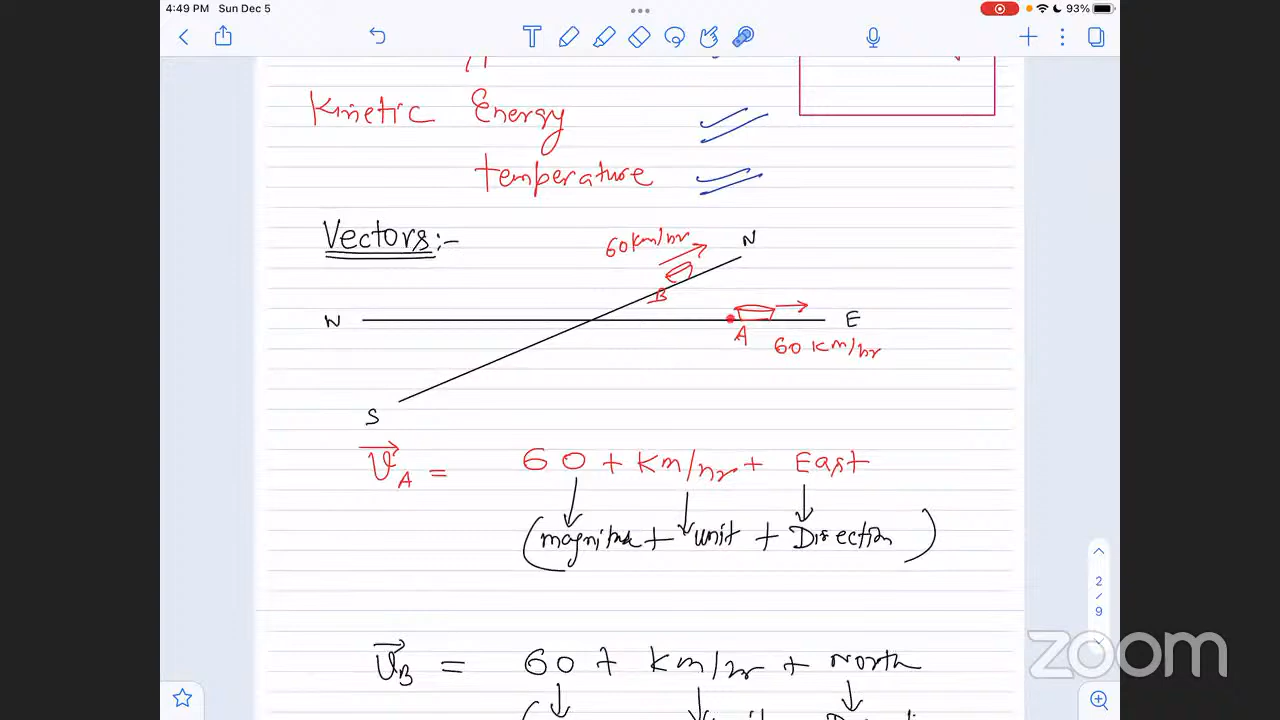 4:49 PM Sun Dec 5
93%
Kinetic Energy
temperature
Vectors:-
60 km/hr
N
B
W
E
A
60 Km/hr
S
V A = 60 + Km/hr + East
(magnitude + unit + Direction)
2
/
9
V B = 60 + Km/hr + North
zoom